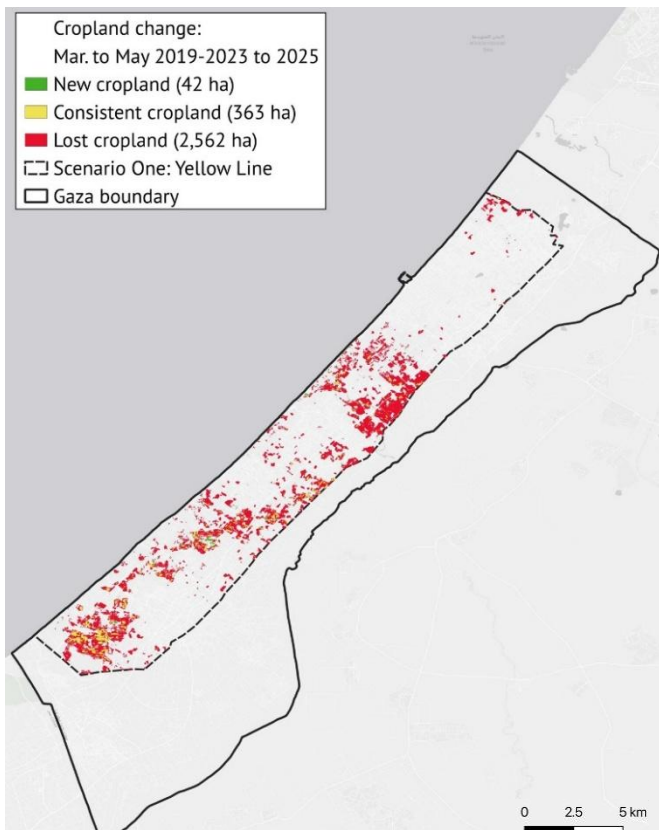 Cropland change:
Mar. to May 2019-2023 to 2025
New cropland (42 ha)
Consistent cropland (363 ha)
Lost cropland (2,562 ha)
Scenario One: Yellow Line
Gaza boundary
0 2.5 5 km